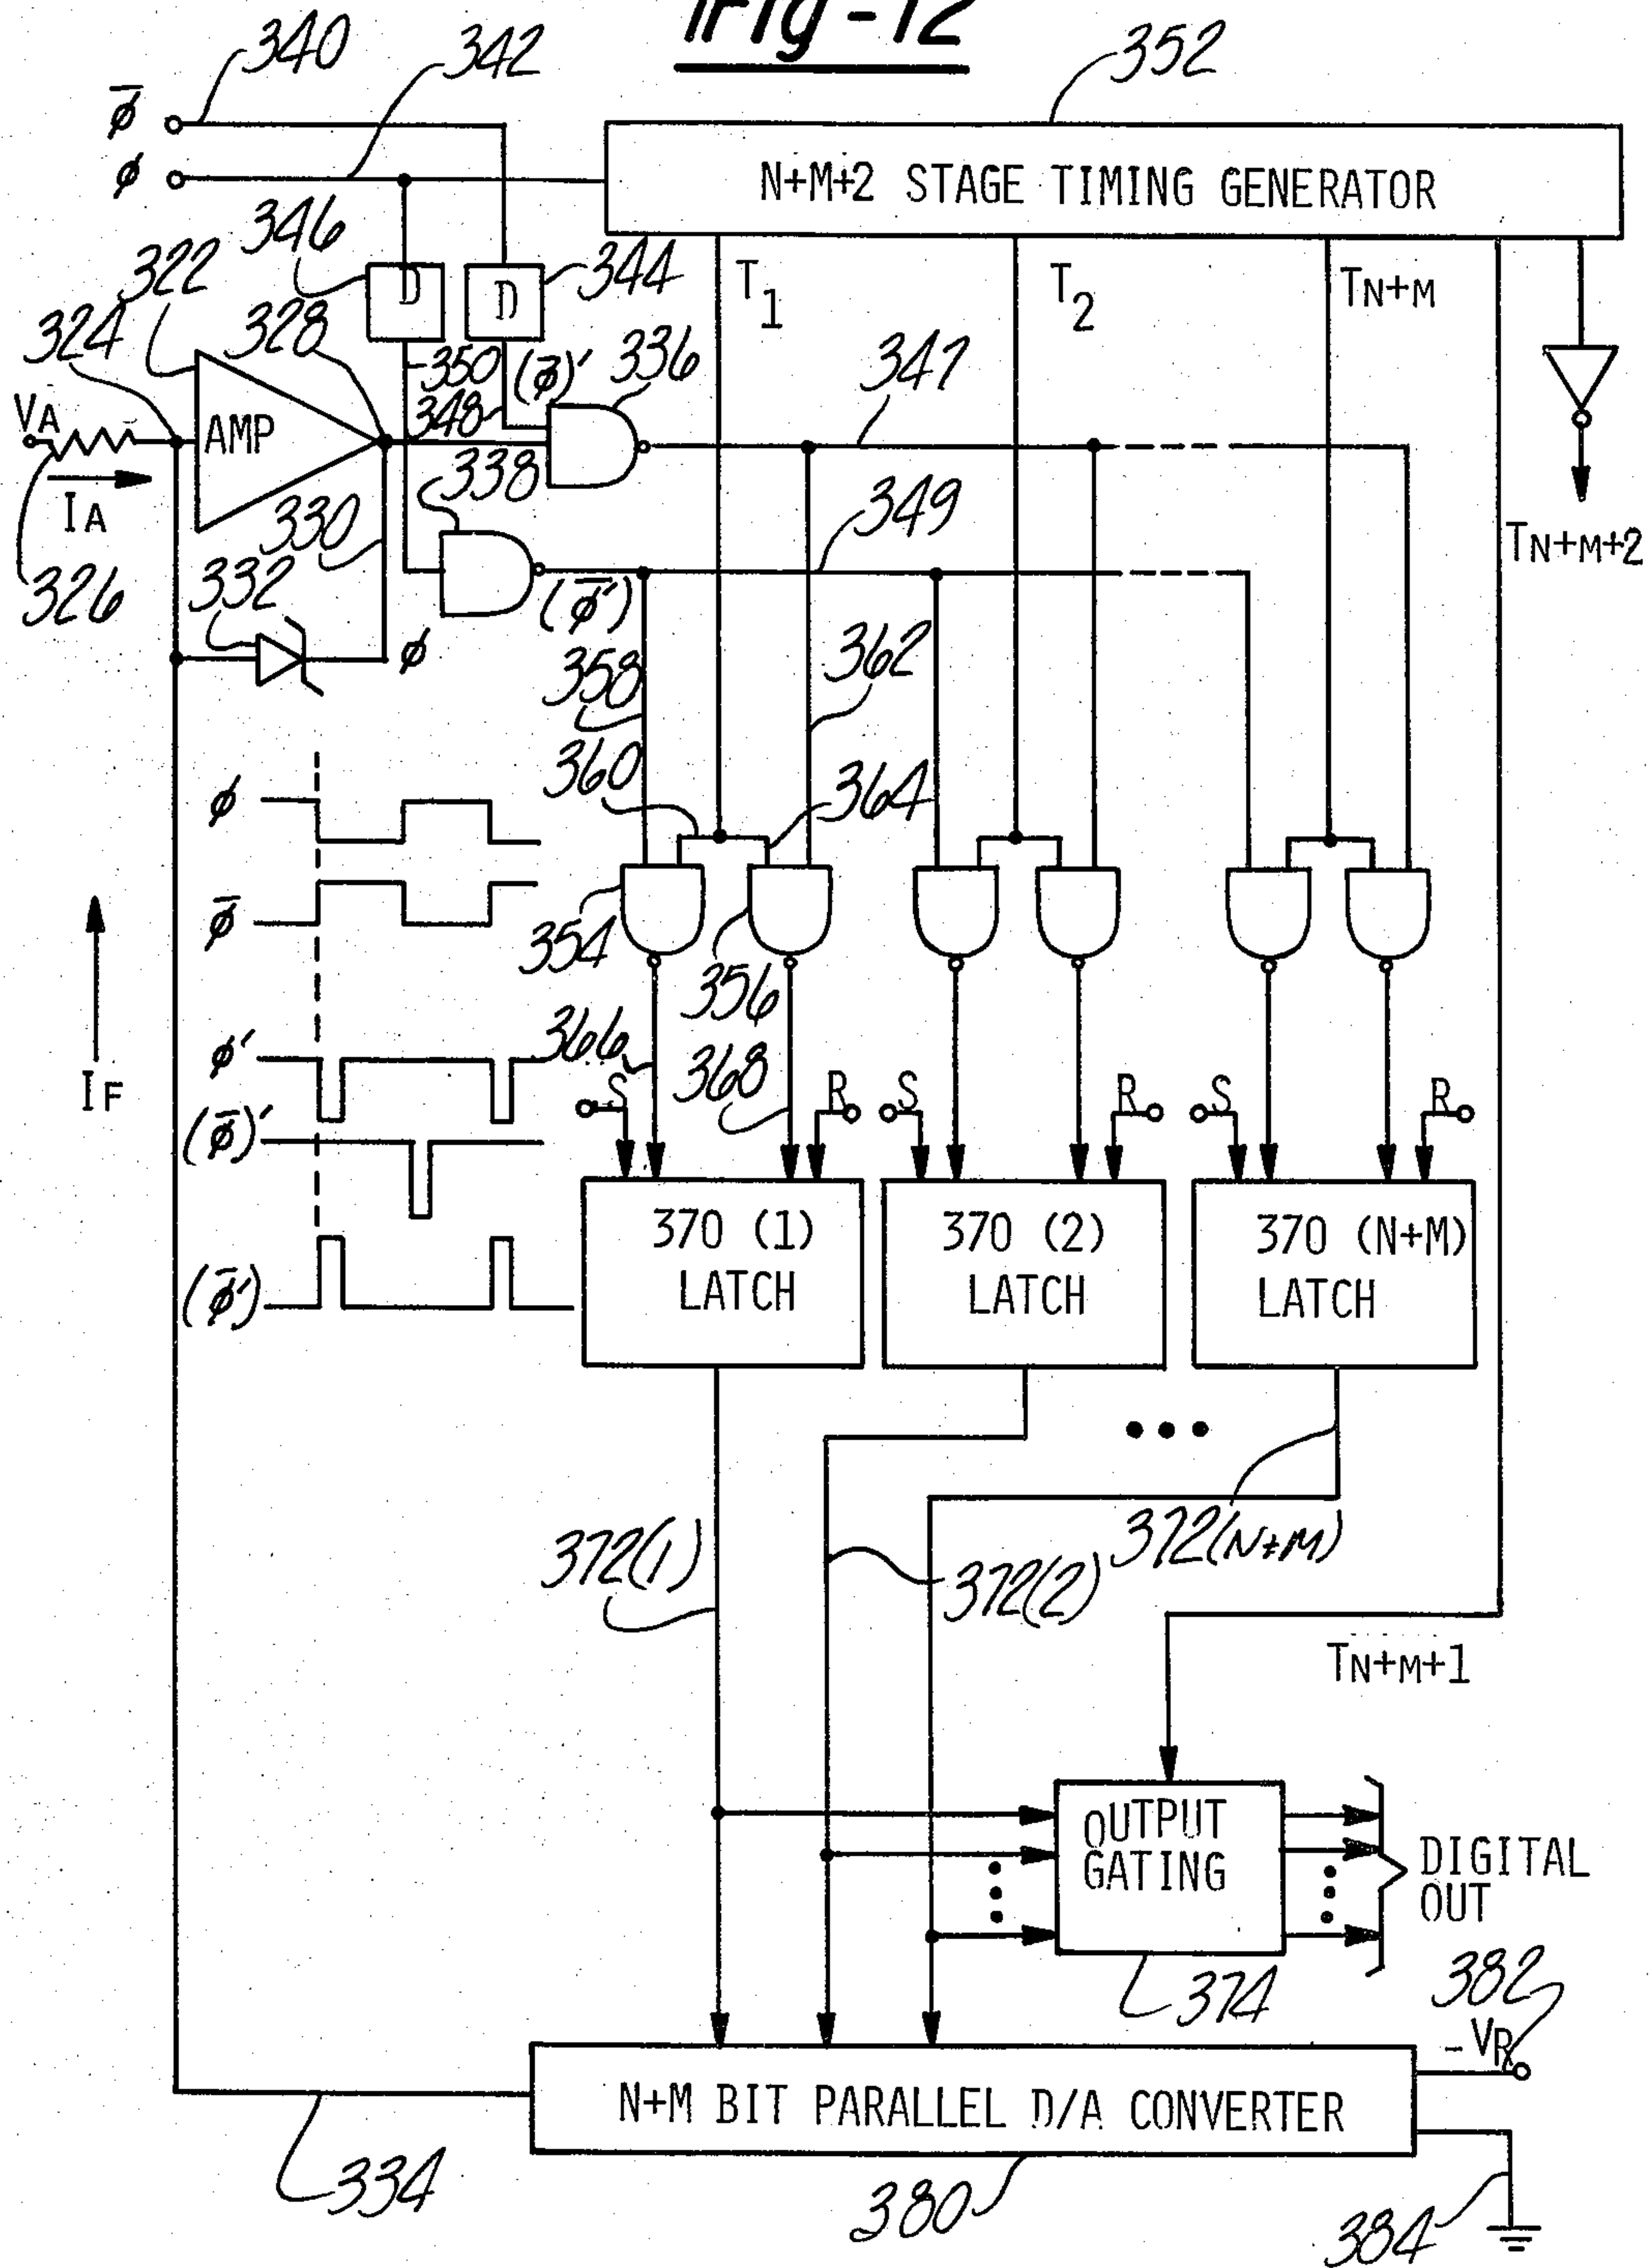 Fig-12
340
342
352
φ̄
φ
N+M+2 STAGE TIMING GENERATOR
346
322
344
T1
T2
TN+M
D
D
324
328
350
(φ̄)'
336
347
VA
348
AMP
338
IA
330
349
TN+M+2
326
332
(φ̄')
φ
358
362
360
364
φ
φ̄
354
356
φ'
366
368
IF
S
R
S
R
S
R
(φ̄)'
370 (1)
LATCH
370 (2)
LATCH
370 (N+M)
LATCH
(φ̄')
372(1)
372(2)
372(N+M)
TN+M+1
OUTPUT
GATING
DIGITAL
OUT
374
382
-VR
N+M BIT PARALLEL D/A CONVERTER
334
380
384